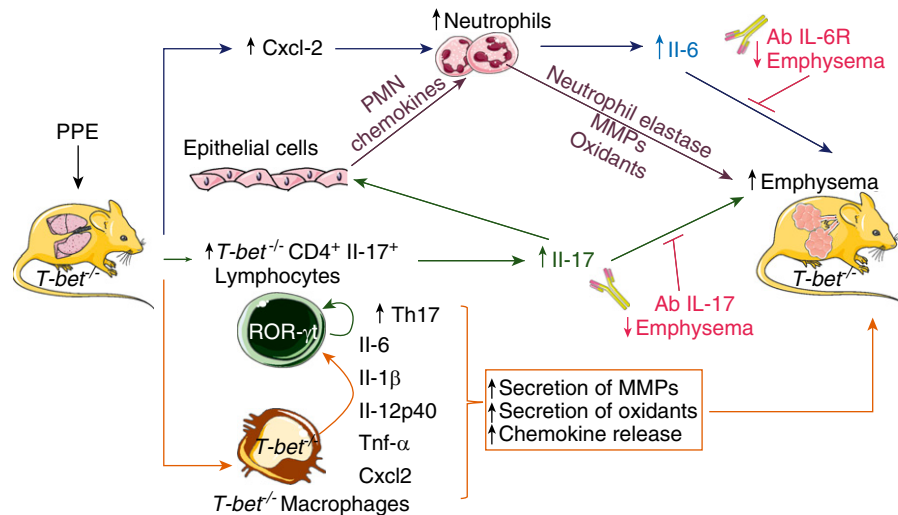 PPE
T-bet-/-
↑ Cxcl-2
↑ Neutrophils
↑ Il-6
Ab IL-6R
↓ Emphysema
PMN
chemokines
Neutrophil elastase
MMPs
Oxidants
Epithelial cells
↑ Emphysema
T-bet-/-
↑ T-bet-/- CD4+ Il-17+
Lymphocytes
↑ Il-17
Ab IL-17
↓ Emphysema
ROR-γt
↑ Th17
Il-6
Il-1β
Il-12p40
Tnf-α
Cxcl2
T-bet-/-
T-bet-/- Macrophages
↑ Secretion of MMPs
↑ Secretion of oxidants
↑ Chemokine release